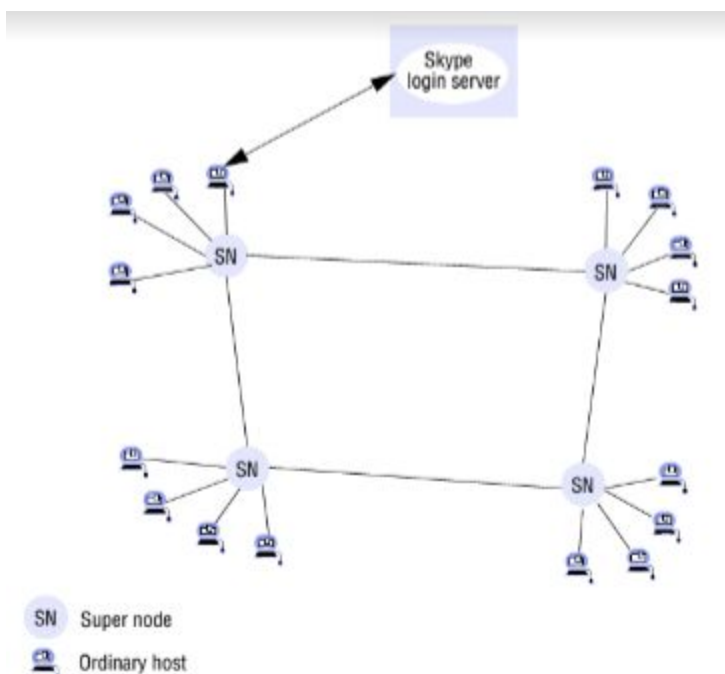 Skype
login server
SN
SN
SN
SN
SN Super node
Ordinary host